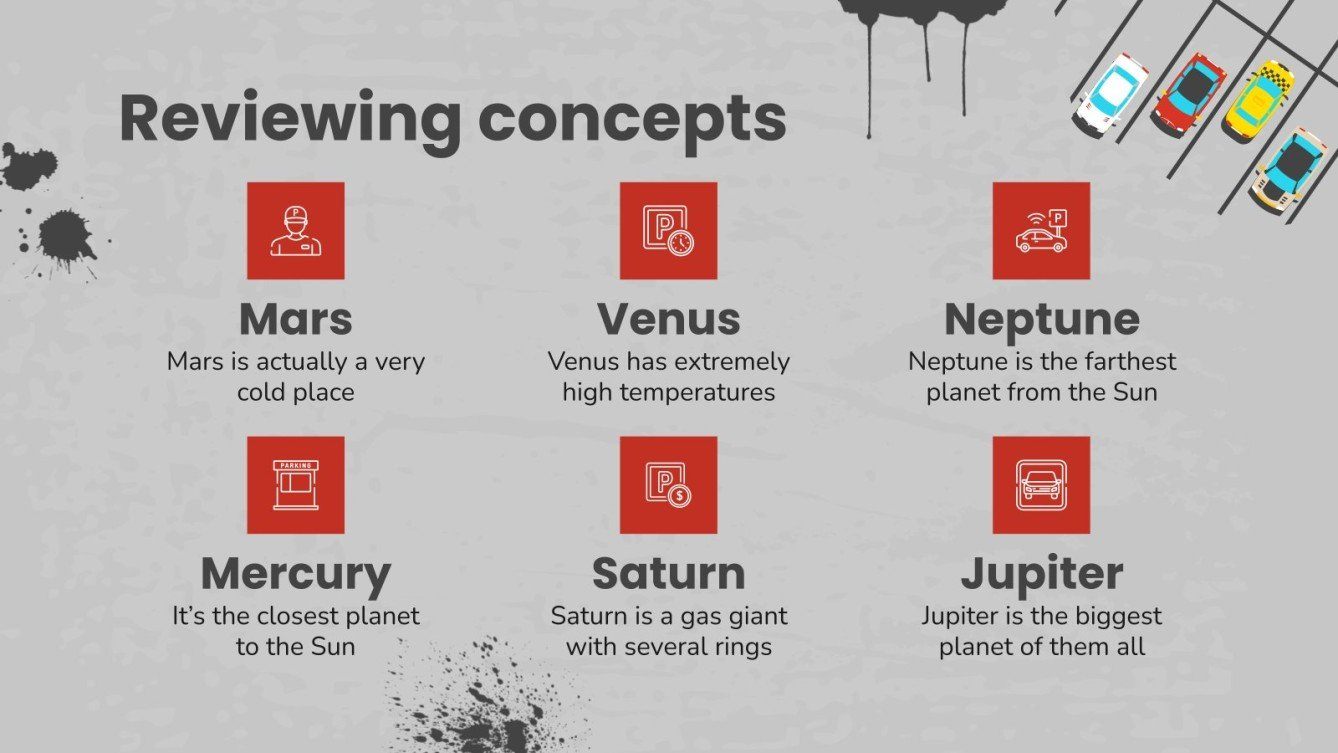 Reviewing concepts
P
P
P
Mars
Venus
Neptune
Mars is actually a very
cold place
Venus has extremely
high temperatures
Neptune is the farthest
planet from the Sun
PARKING
P
$
Mercury
Saturn
Jupiter
It’s the closest planet
to the Sun
Saturn is a gas giant
with several rings
Jupiter is the biggest
planet of them all